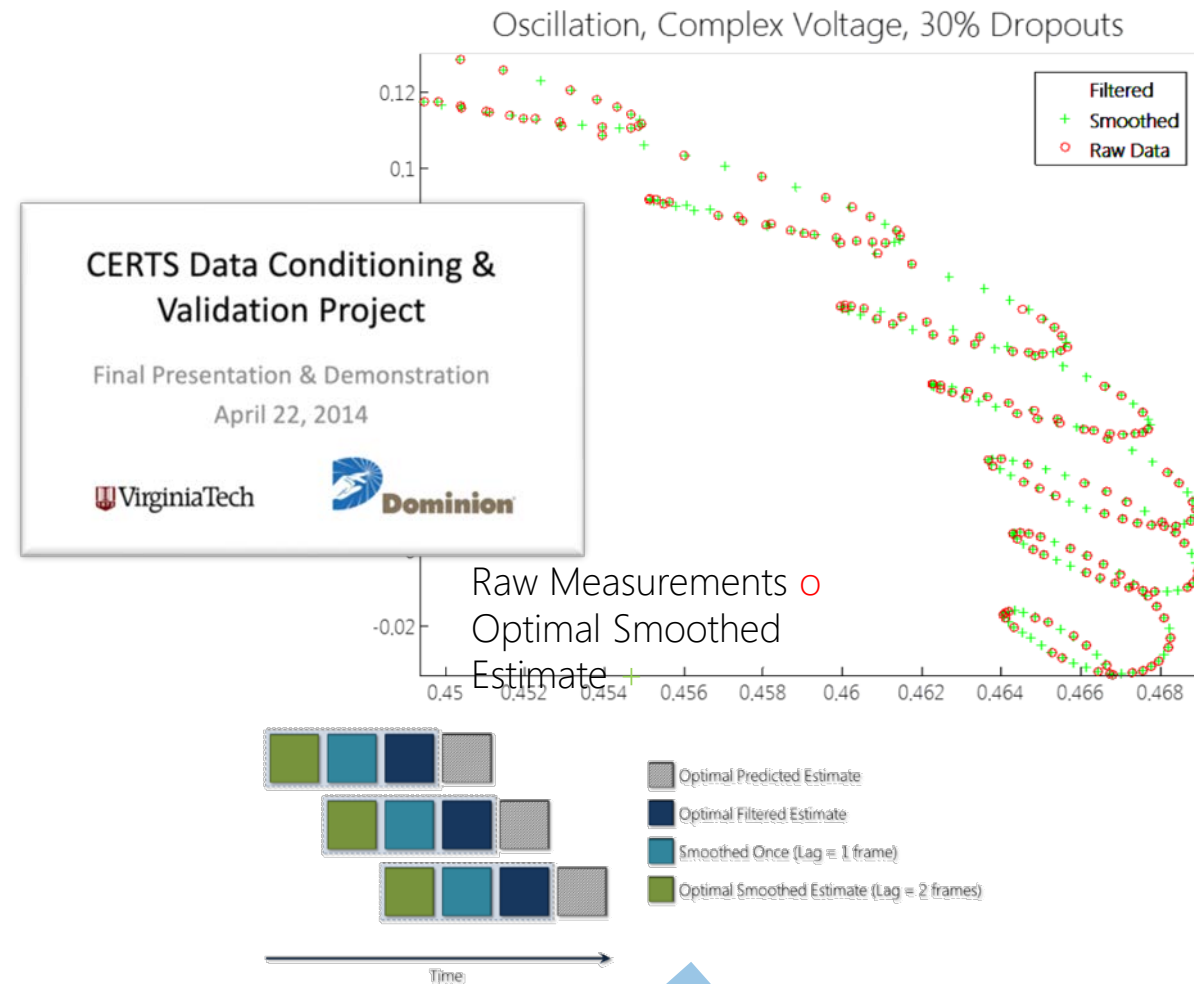 Oscillation, Complex Voltage, 30% Dropouts
0.12
0.1
Filtered
Smoothed
Raw Data
CERTS Data Conditioning &
Validation Project
Final Presentation & Demonstration
April 22, 2014
VirginiaTech
Dominion
-0.02
Raw Measurements o
Optimal Smoothed
Estimate +
0.45 0.452 0.454 0.456 0.458 0.46 0.462 0.464 0.466 0.468
Optimal Predicted Estimate
Optimal Filtered Estimate
Smoothed Once (Lag = 1 frame)
Optimal Smoothed Estimate (Lag = 2 frames)
Time